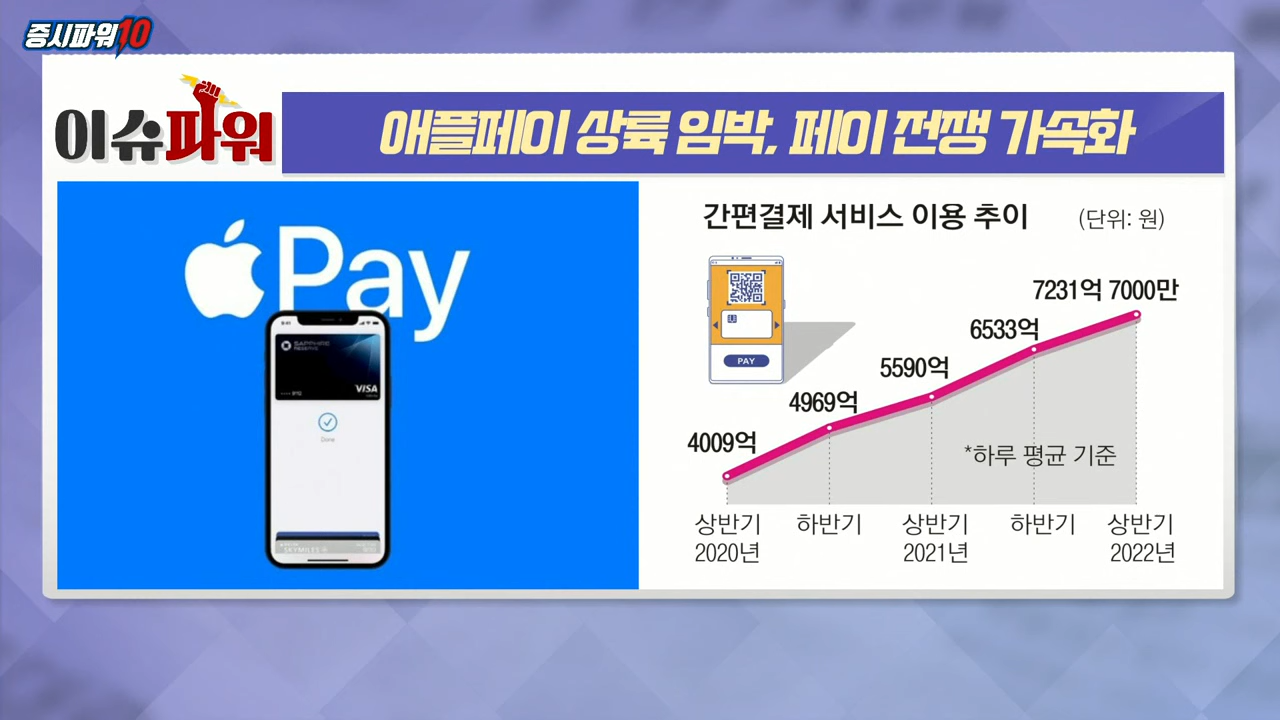 증시파워10
이슈파워
애플페이 상륙 임박, 페이 전쟁 가속화
Pay
SAPPHIRE
RESERVE
VISA
Done
SKYMILES
간편결제 서비스 이용 추이 (단위: 원)
PAY
7231억 7000만
6533억
5590억
4969억
4009억
*하루 평균 기준
상반기 하반기 상반기 하반기 상반기
2020년 2021년 2022년